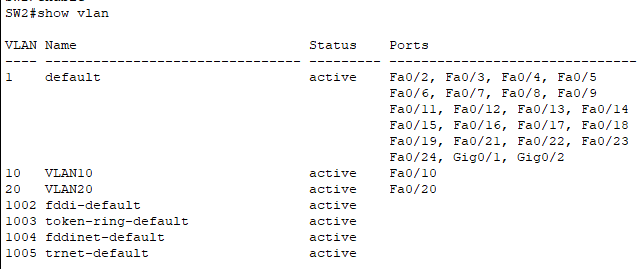 SW2#show vlan
VLAN Name Status Ports
---- -------------------------------- --------- -------------------------------
1 default active Fa0/2, Fa0/3, Fa0/4, Fa0/5
Fa0/6, Fa0/7, Fa0/8, Fa0/9
Fa0/11, Fa0/12, Fa0/13, Fa0/14
Fa0/15, Fa0/16, Fa0/17, Fa0/18
Fa0/19, Fa0/21, Fa0/22, Fa0/23
Fa0/24, Gig0/1, Gig0/2
10 VLAN10 active Fa0/10
20 VLAN20 active Fa0/20
1002 fddi-default active
1003 token-ring-default active
1004 fddinet-default active
1005 trnet-default active